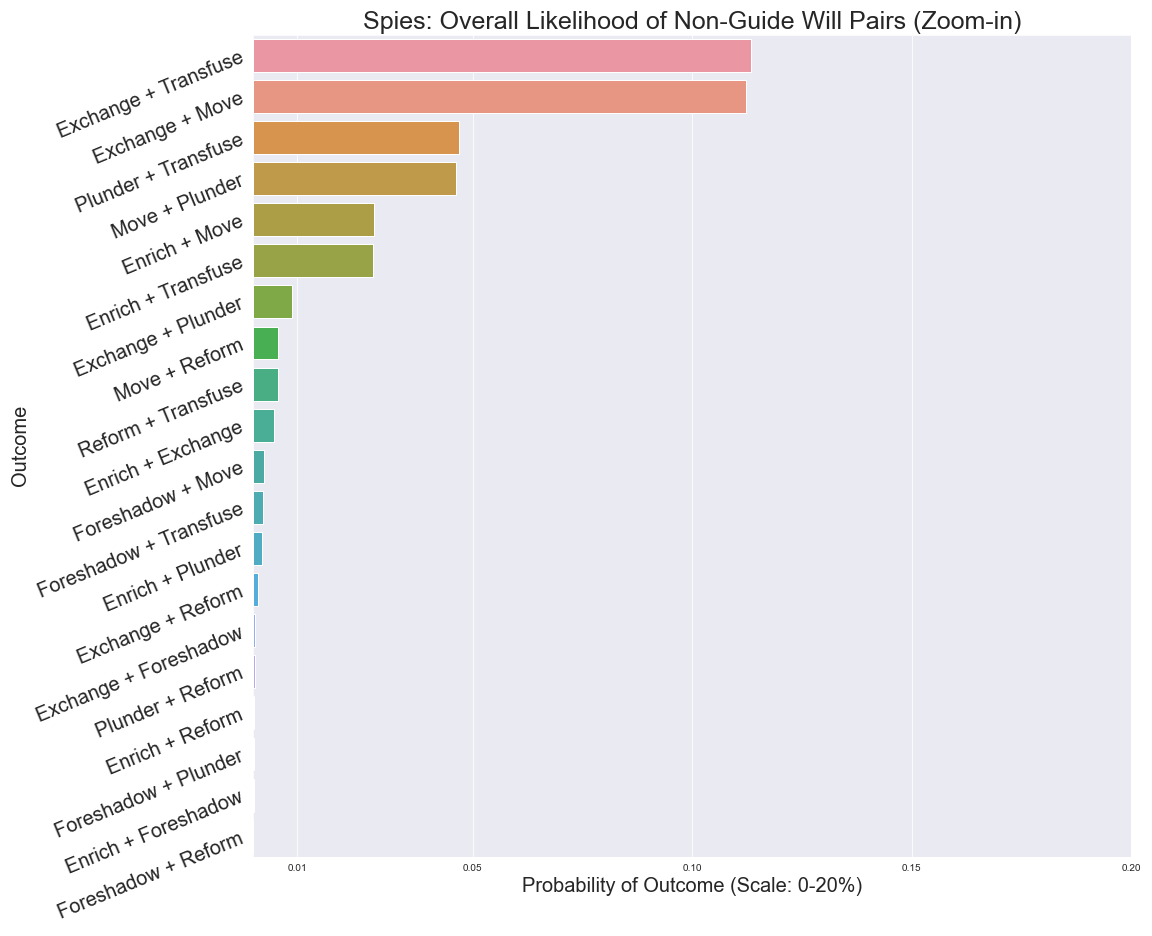 Spies: Overall Likelihood of Non-Guide Will Pairs (Zoom-in)
Outcome
Exchange + Transfuse
Exchange + Move
Plunder + Transfuse
Move + Plunder
Enrich + Move
Enrich + Transfuse
Exchange + Plunder
Move + Reform
Reform + Transfuse
Enrich + Exchange
Foreshadow + Move
Foreshadow + Transfuse
Enrich + Plunder
Exchange + Reform
Exchange + Foreshadow
Plunder + Reform
Enrich + Reform
Foreshadow + Plunder
Enrich + Foreshadow
Foreshadow + Reform
0.01 0.05 0.10 0.15 0.20
Probability of Outcome (Scale: 0-20%)